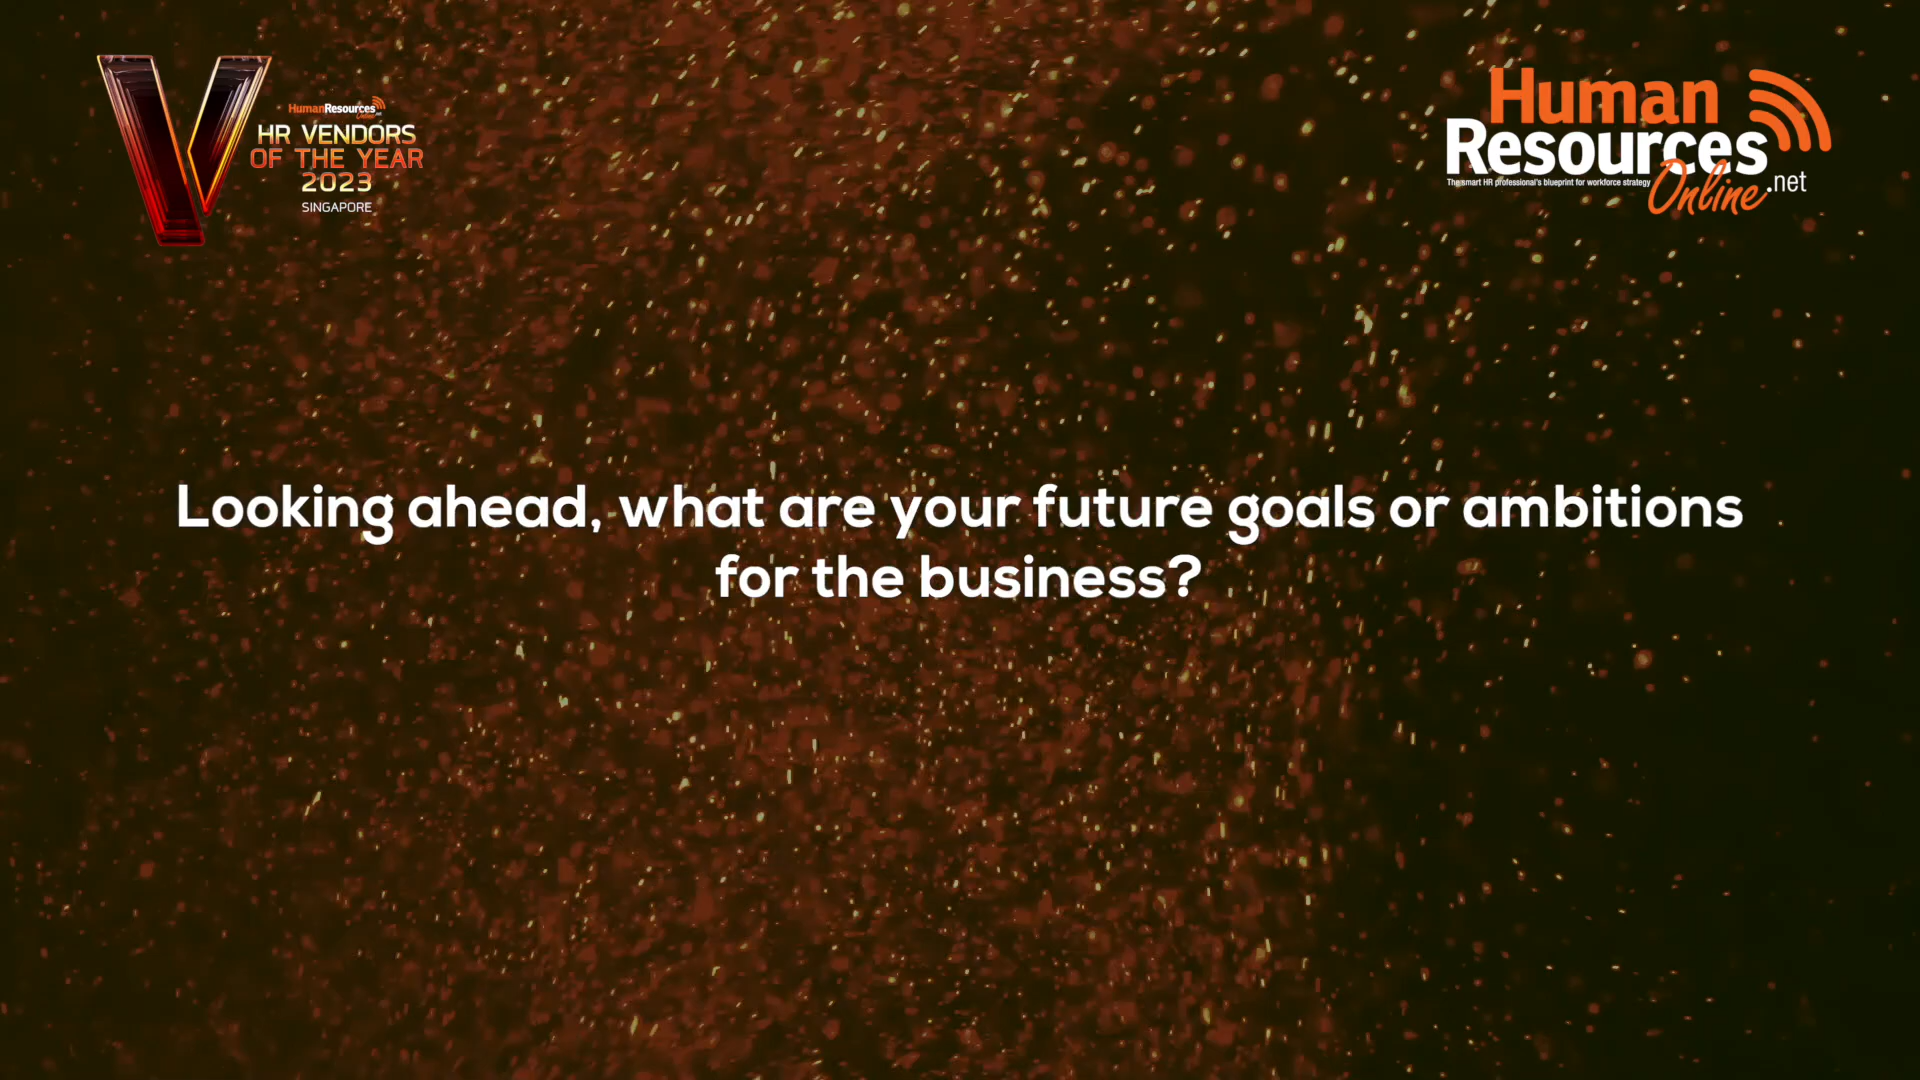 HumanResources
Online
HR VENDORS
OF THE YEAR
2023
SINGAPORE
Human
Resources
The smart HR professional's blueprint for workforce strategy
Online.net
Looking ahead, what are your future goals or ambitions
for the business?